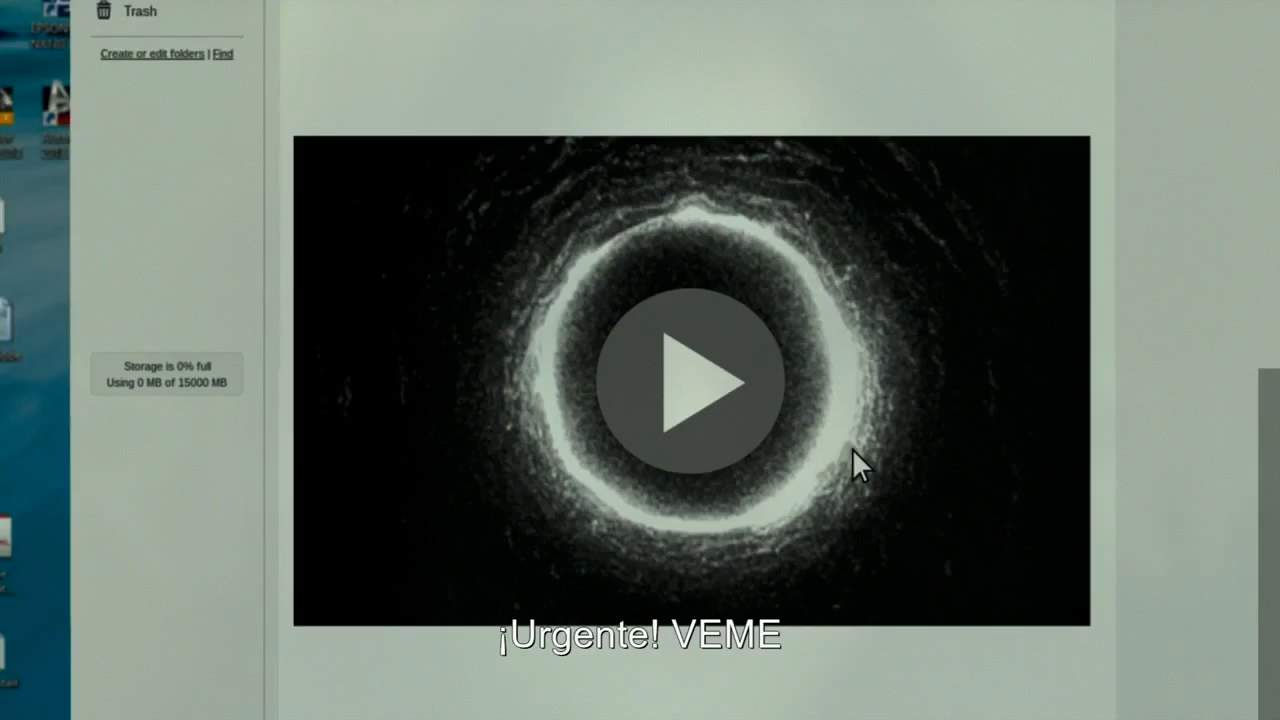 Trash
Create or edit folders | Find
Storage is 0% full
Using 0 MB of 15000 MB
¡Urgente! VEME